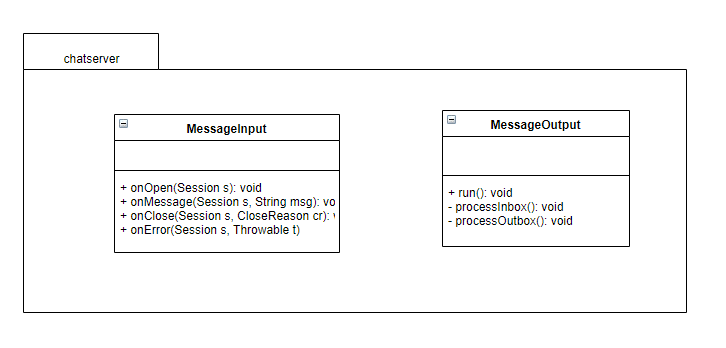 chatserver
MessageInput
+ onOpen(Session s): void
+ onMessage(Session s, String msg): vo
+ onClose(Session s, CloseReason cr):
+ onError(Session s, Throwable t)
MessageOutput
+ run(): void
- processInbox(): void
- processOutbox(): void